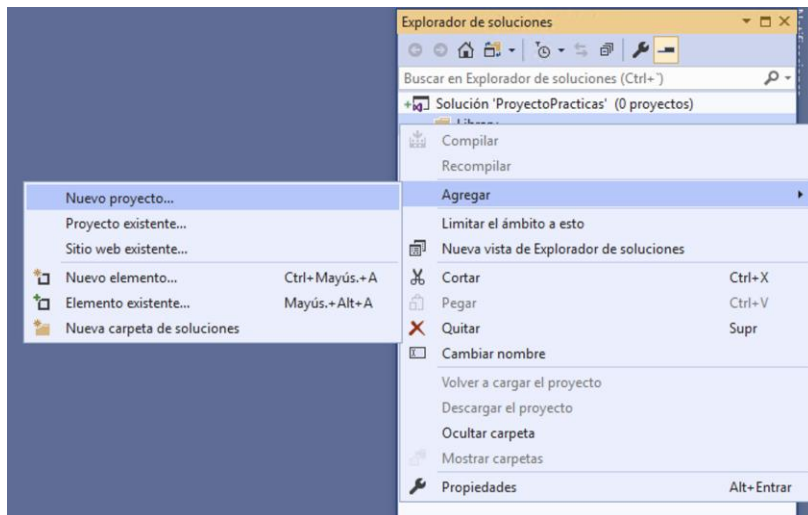 Explorador de soluciones
Buscar en Explorador de soluciones (Ctrl+`)
Solución 'ProyectoPracticas' (0 proyectos)
Library
Compilar
Recompilar
Agregar
Limitar el ámbito a esto
Nueva vista de Explorador de soluciones
Cortar Ctrl+X
Pegar Ctrl+V
Quitar Supr
Cambiar nombre
Volver a cargar el proyecto
Descargar el proyecto
Ocultar carpeta
Mostrar carpetas
Propiedades Alt+Entrar
Nuevo proyecto...
Proyecto existente...
Sitio web existente...
Nuevo elemento... Ctrl+Mayús.+A
Elemento existente... Mayús.+Alt+A
Nueva carpeta de soluciones